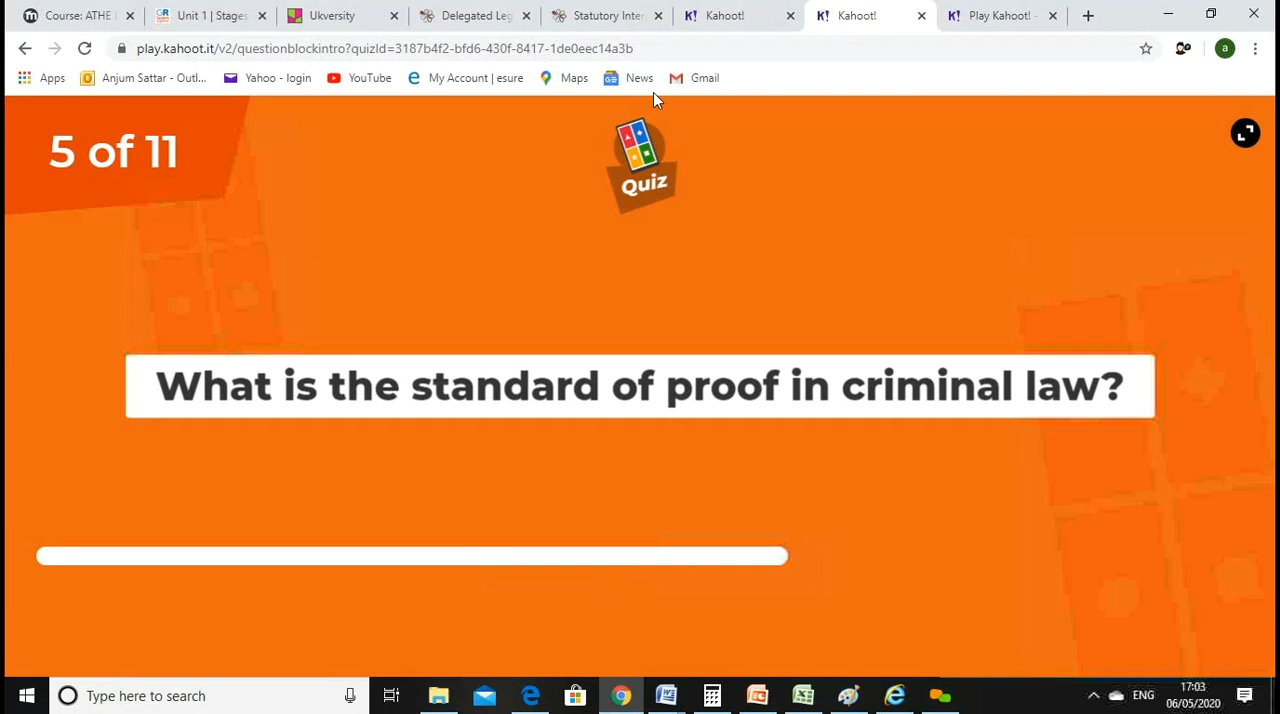 Course: ATHE L
Unit 1 | Stages
Ukversity
Delegated Leg
Statutory Inter
Kahoot!
Kahoot!
Play Kahoot! -
play.kahoot.it/v2/questionblockintro?quizId=3187b4f2-bfd6-430f-8417-1de0eec14a3b
a
Apps
Anjum Sattar - Outl...
Yahoo - login
YouTube
My Account | esure
Maps
News
Gmail
5 of 11
Quiz
What is the standard of proof in criminal law?
Type here to search
ENG
17:03
06/05/2020